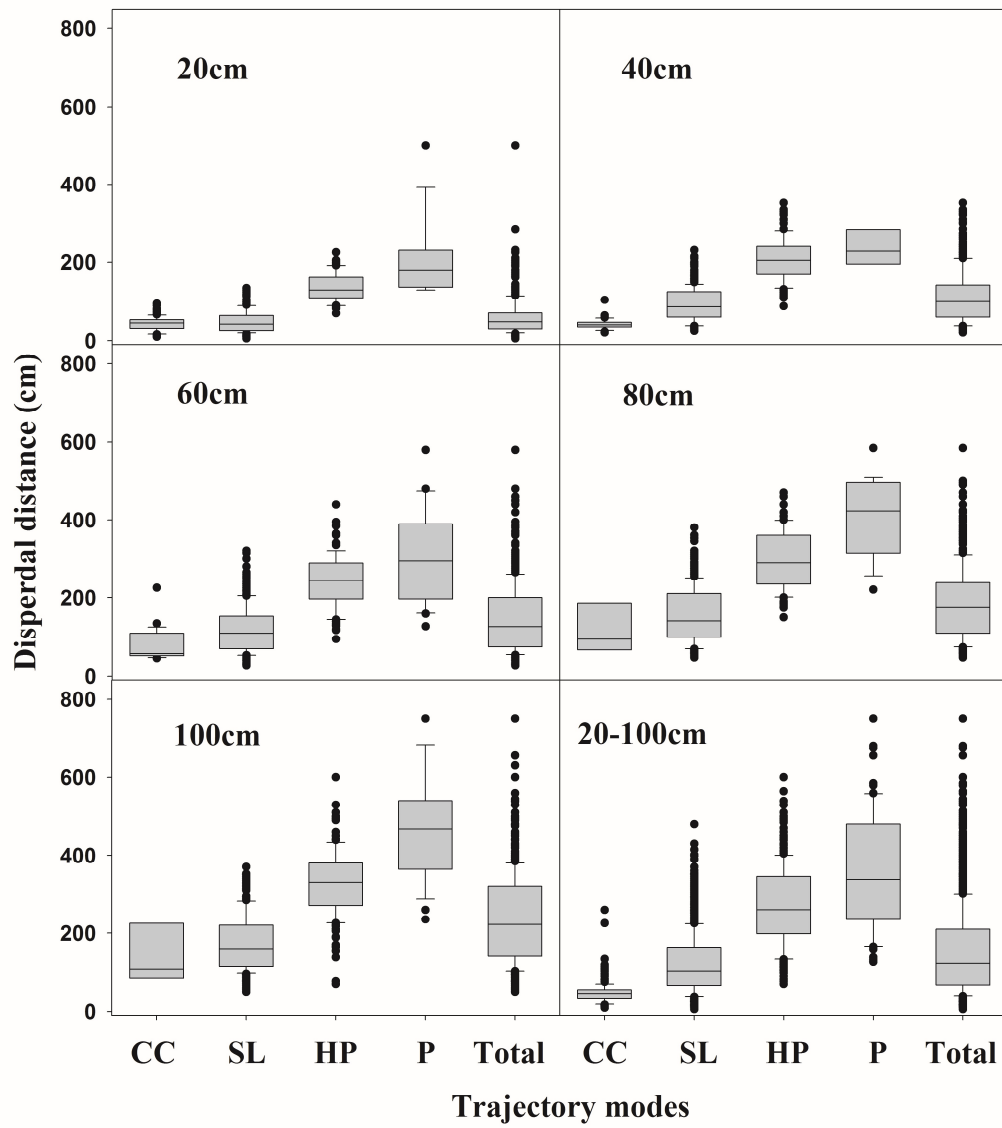 800
20cm
40cm
600
400
200
0
800
60cm
80cm
600
400
200
0
800
100cm
20-100cm
600
400
200
0
Disperdal distance (cm)
CC SL HP P Total CC SL HP P Total
Trajectory modes